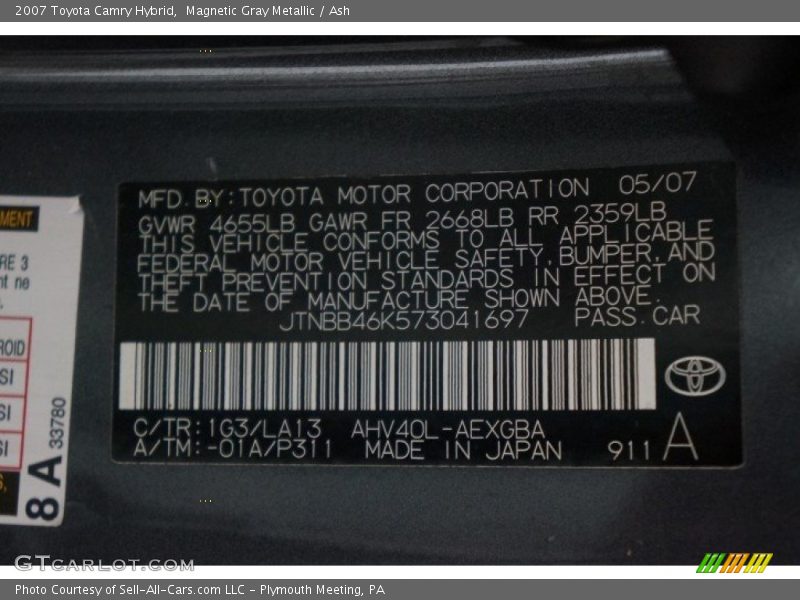 2007 Toyota Camry Hybrid,  Magnetic Gray Metallic / Ash
MFD. BY: TOYOTA MOTOR CORPORATION 05/07
GVWR 4655LB GAWR FR 2668LB RR 2359LB
THIS VEHICLE CONFORMS TO ALL APPLICABLE
FEDERAL MOTOR VEHICLE SAFETY, BUMPER, AND
THEFT PREVENTION STANDARDS IN EFFECT ON
THE DATE OF MANUFACTURE SHOWN ABOVE.
JTNBB46K573041697 PASS. CAR
C/TR: 1G3/LA13 AHV40L-AEXGBA
A/TM: -01A/P311 MADE IN JAPAN 911 A
8 A 33780
GTCARLOT.COM
Photo Courtesy of Sell-All-Cars.com LLC - Plymouth Meeting, PA